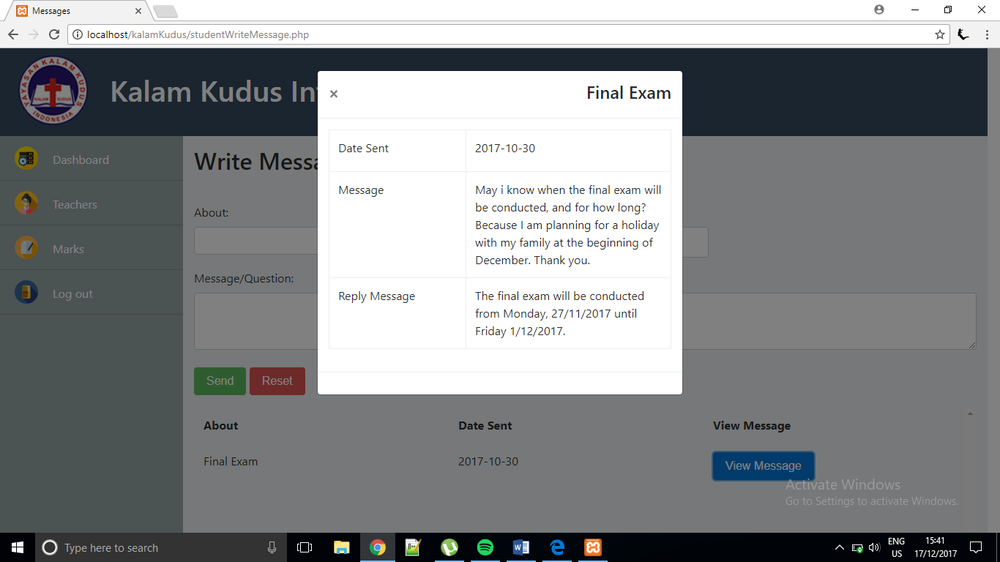 Messages
localhost/kalamKudus/studentWriteMessage.php
YAYASAN KALAM KUDUS
KALAM KUDUS
INDONESIA
Kalam Kudus
Dashboard
Teachers
Marks
Log out
Write
About:
Message/Question:
Send Reset
× Final Exam
Date Sent 2017-10-30
Message May i know when the final exam will
be conducted, and for how long?
Because I am planning for a holiday
with my family at the beginning of
December. Thank you.
Reply Message The final exam will be conducted
from Monday, 27/11/2017 until
Friday 1/12/2017.
About Date Sent View Message
Final Exam 2017-10-30 View Message
Activate Windows
Go to Settings to activate Windows.
Type here to search
ENG
US
15:41
17/12/2017